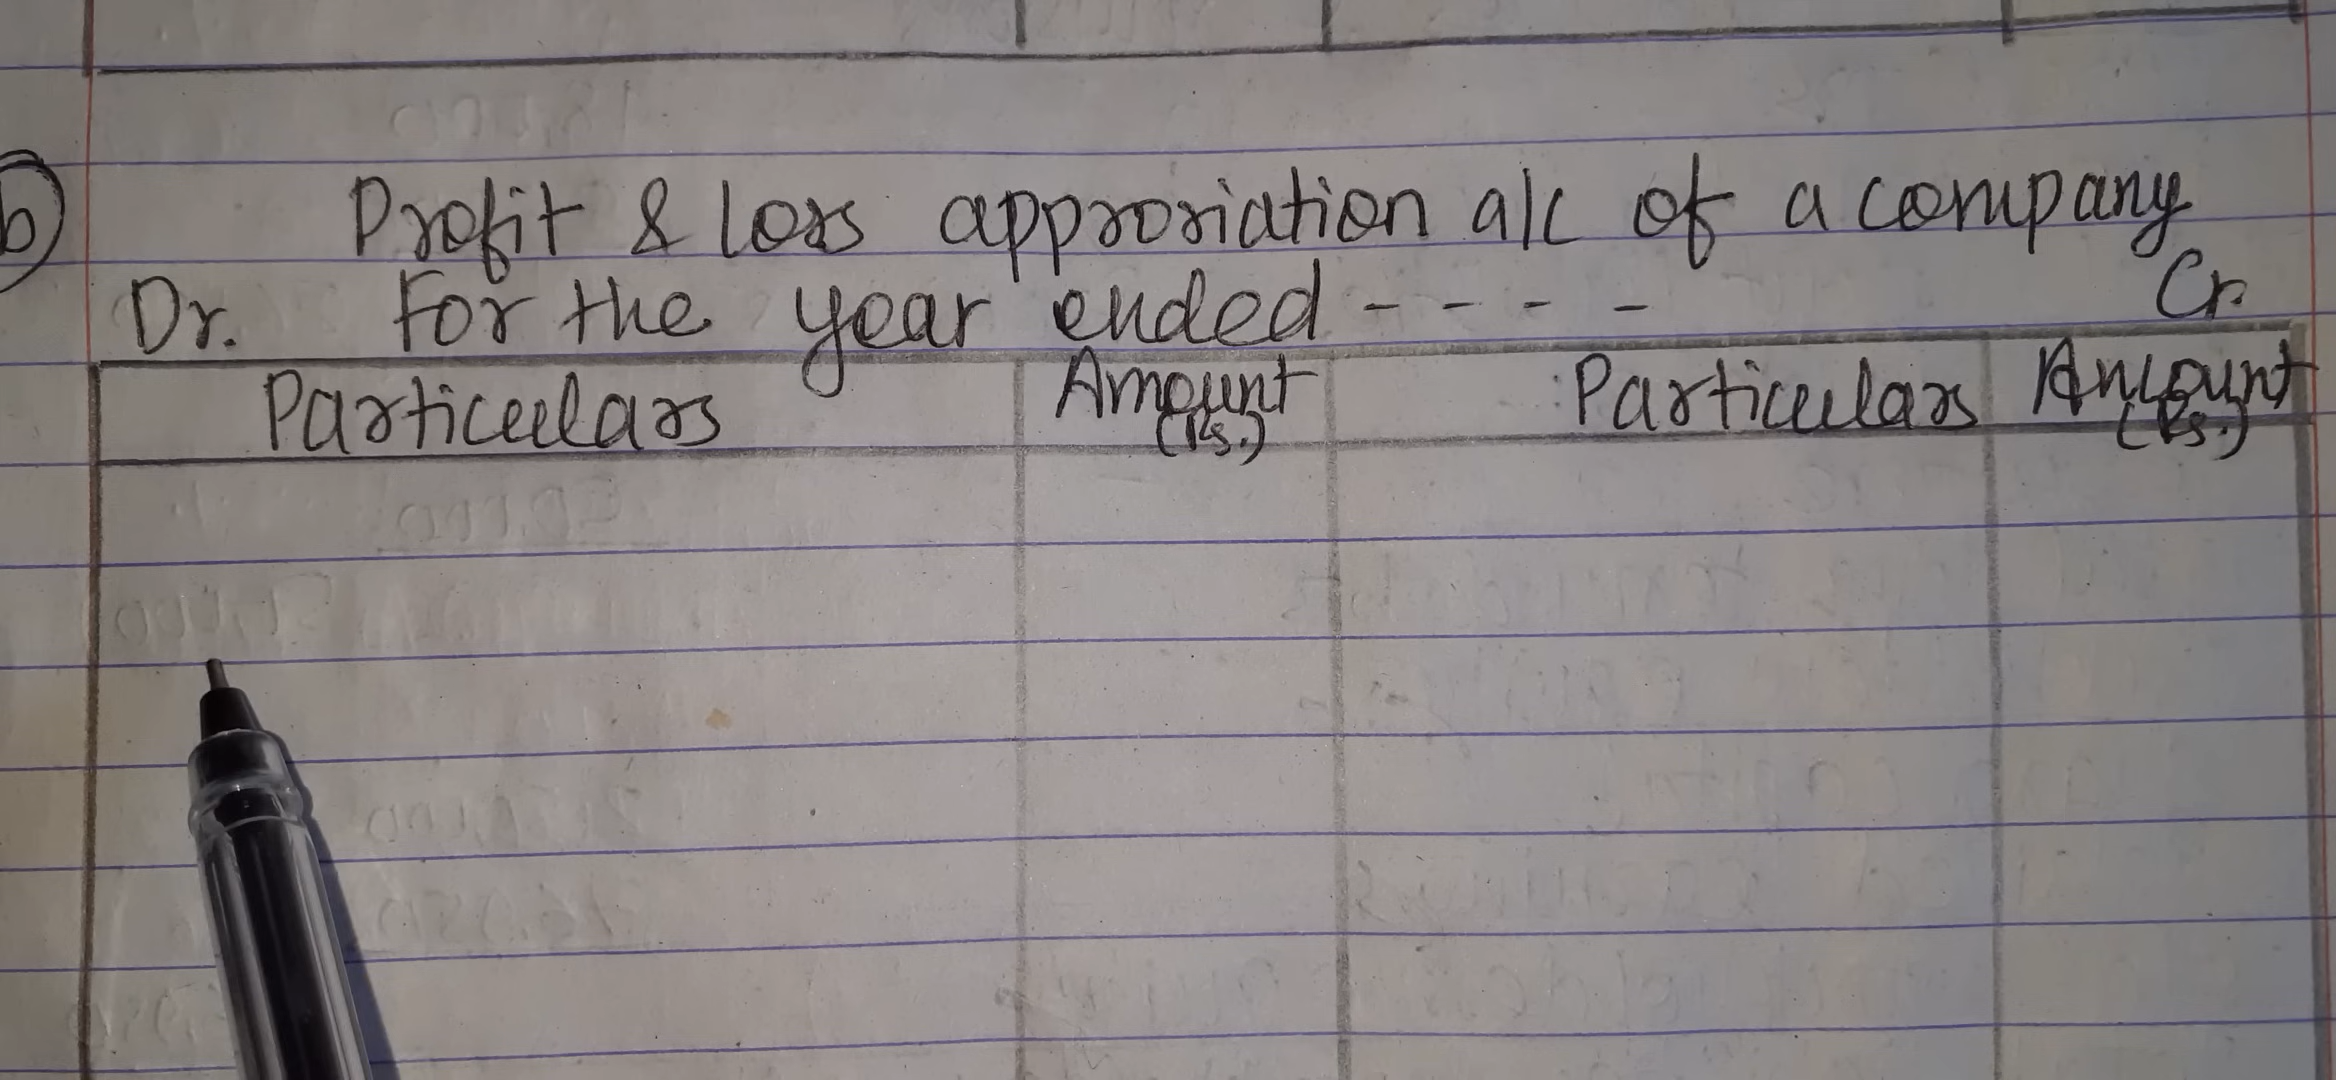 b
Profit & loss approriation a/c of a company
Dr. For the year ended - - - - Cr.
Particulars Amount (Rs.) Particulars Amount (Rs.)